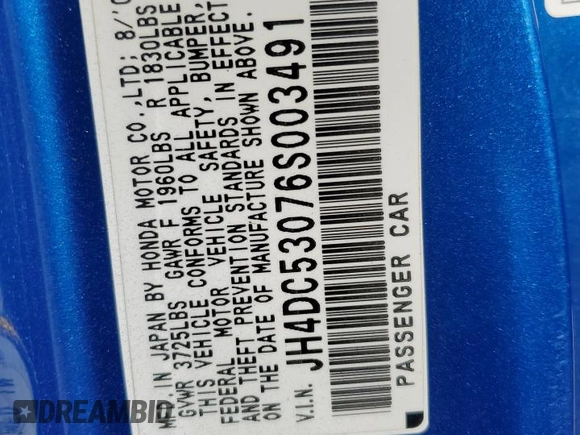 MFD. IN JAPAN BY HONDA MOTOR CO.,LTD; 8/'0
GVWR 3725LBS GAWR F 1960LBS R 1830LBS
THIS VEHICLE CONFORMS TO ALL APPLICABLE
FEDERAL MOTOR VEHICLE SAFETY, BUMPER,
AND THEFT PREVENTION STANDARDS IN EFFECT
ON THE DATE OF MANUFACTURE SHOWN ABOVE.
V.I.N. JH4DC53076S003491
PASSENGER CAR
DREAMBID